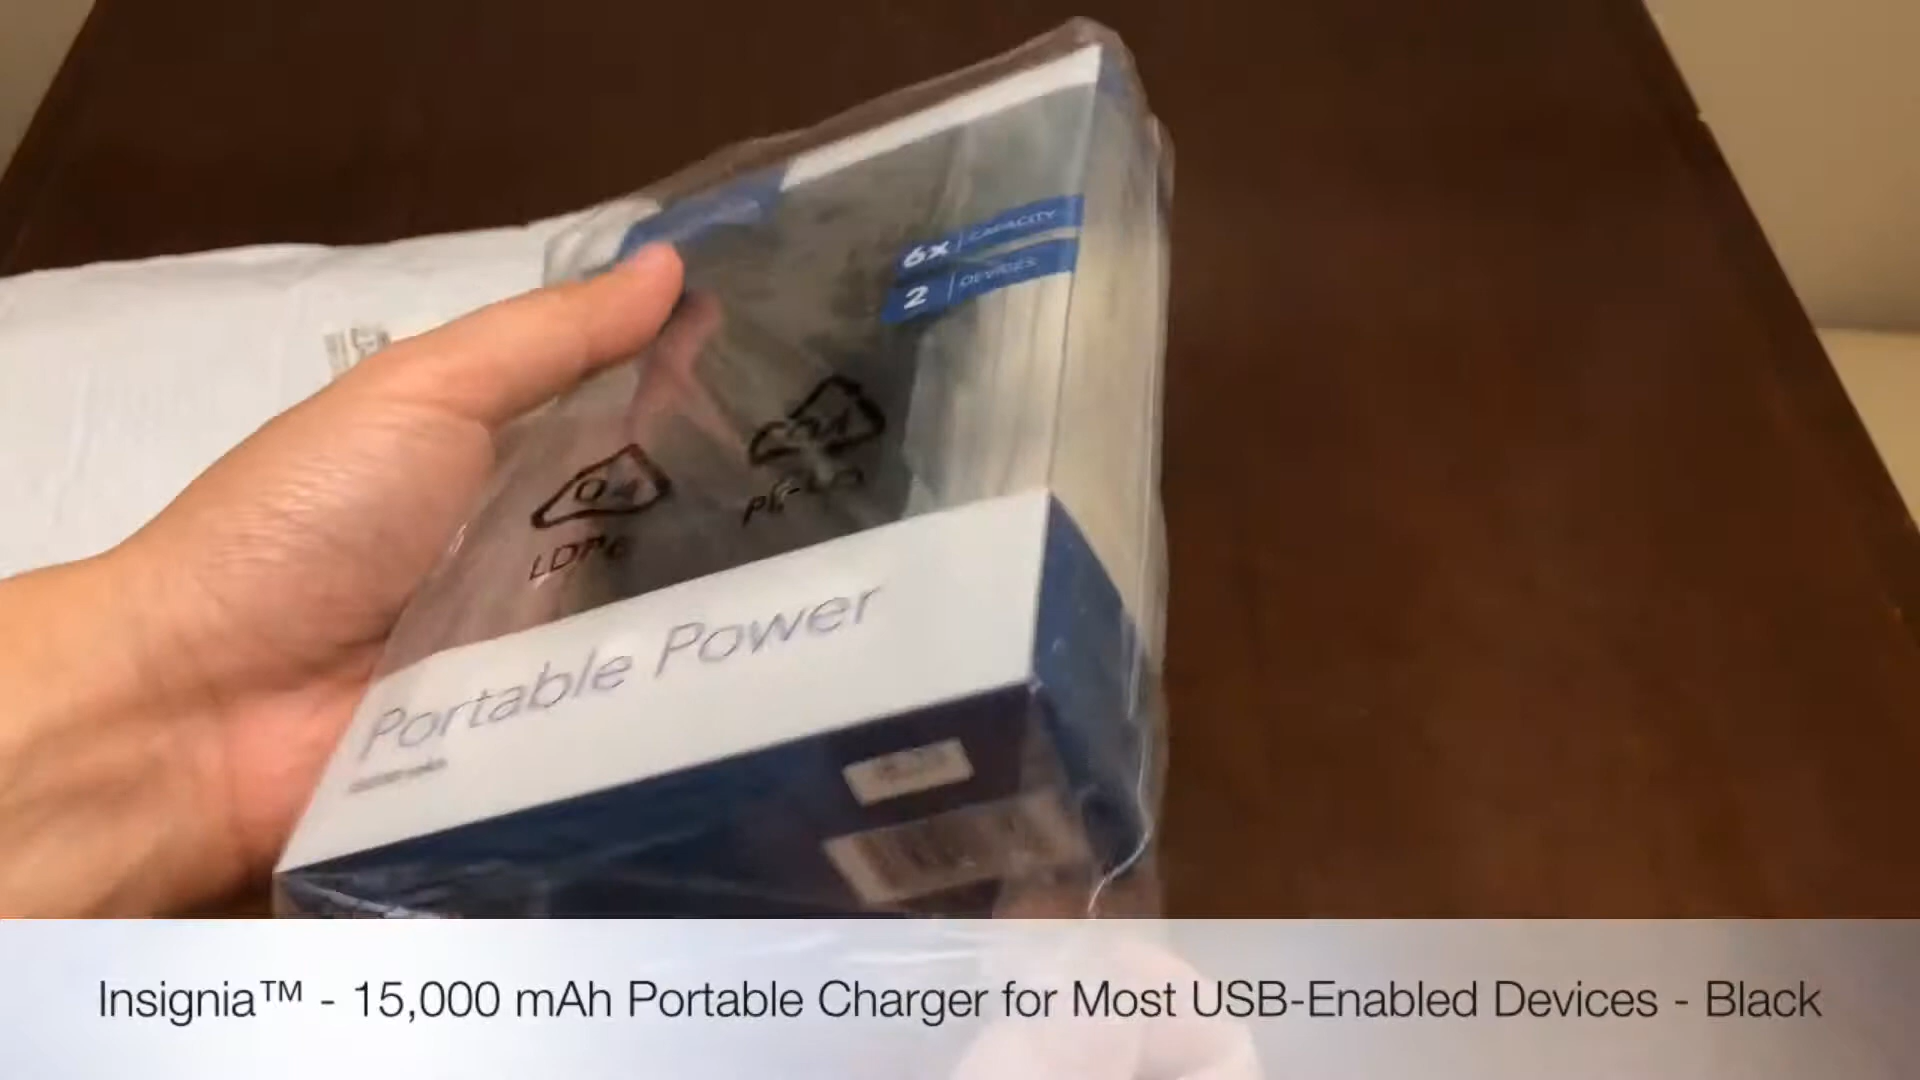 6x | CAPACITY
2 | DEVICES
04
LDPE
Portable Power
Insignia™ - 15,000 mAh Portable Charger for Most USB-Enabled Devices - Black